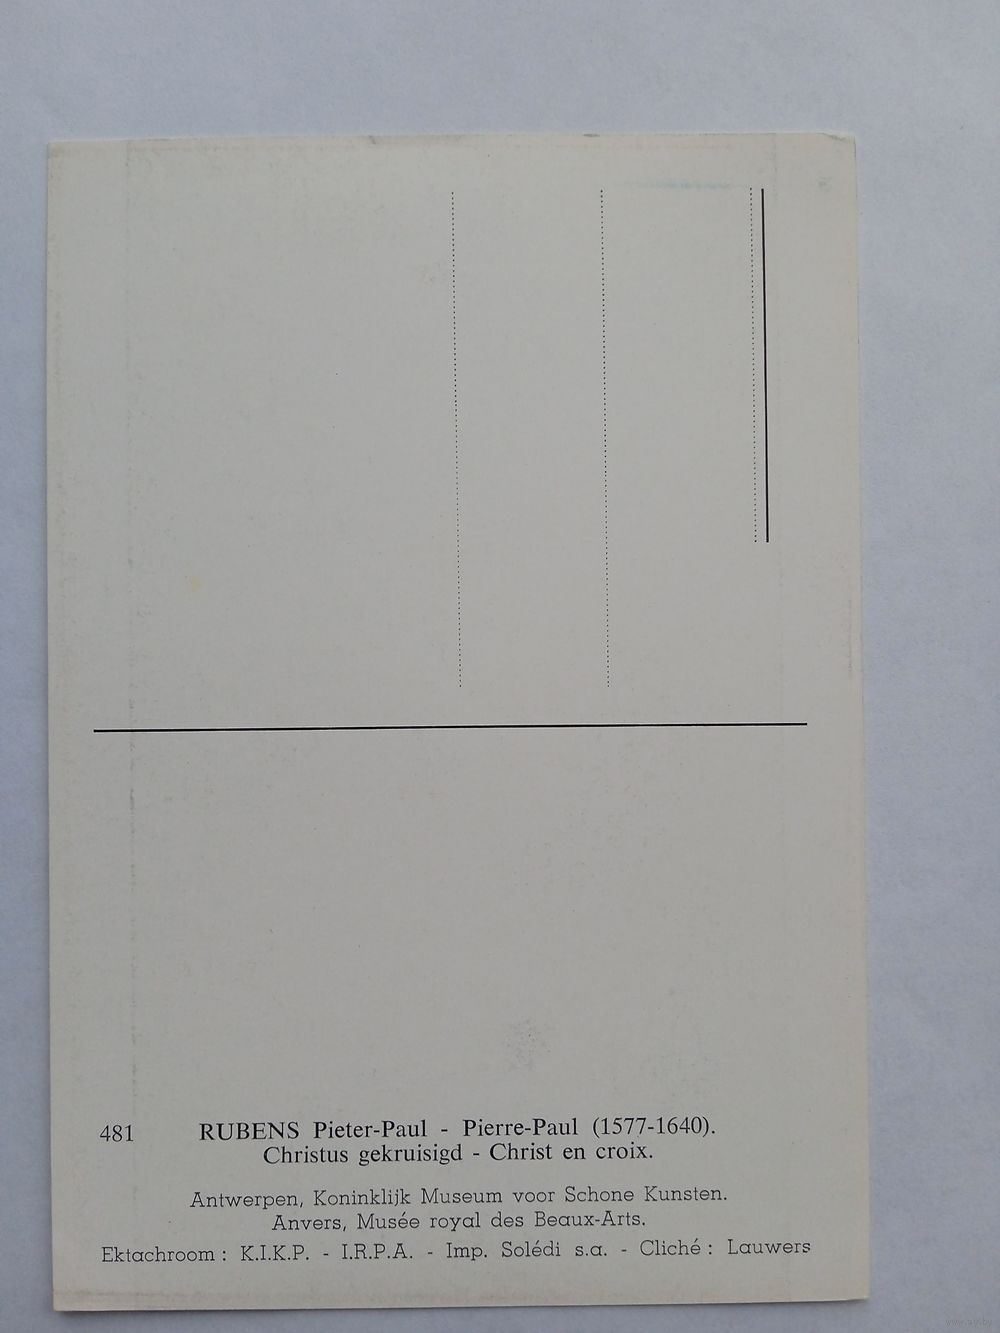 481 RUBENS Pieter-Paul - Pierre-Paul (1577-1640).
Christus gekruisigd - Christ en croix.
Antwerpen, Koninklijk Museum voor Schone Kunsten.
Anvers, Musée royal des Beaux-Arts.
Ektachroom : K.I.K.P. - I.R.P.A. - Imp. Solédi s.a. - Cliché : Lauwers